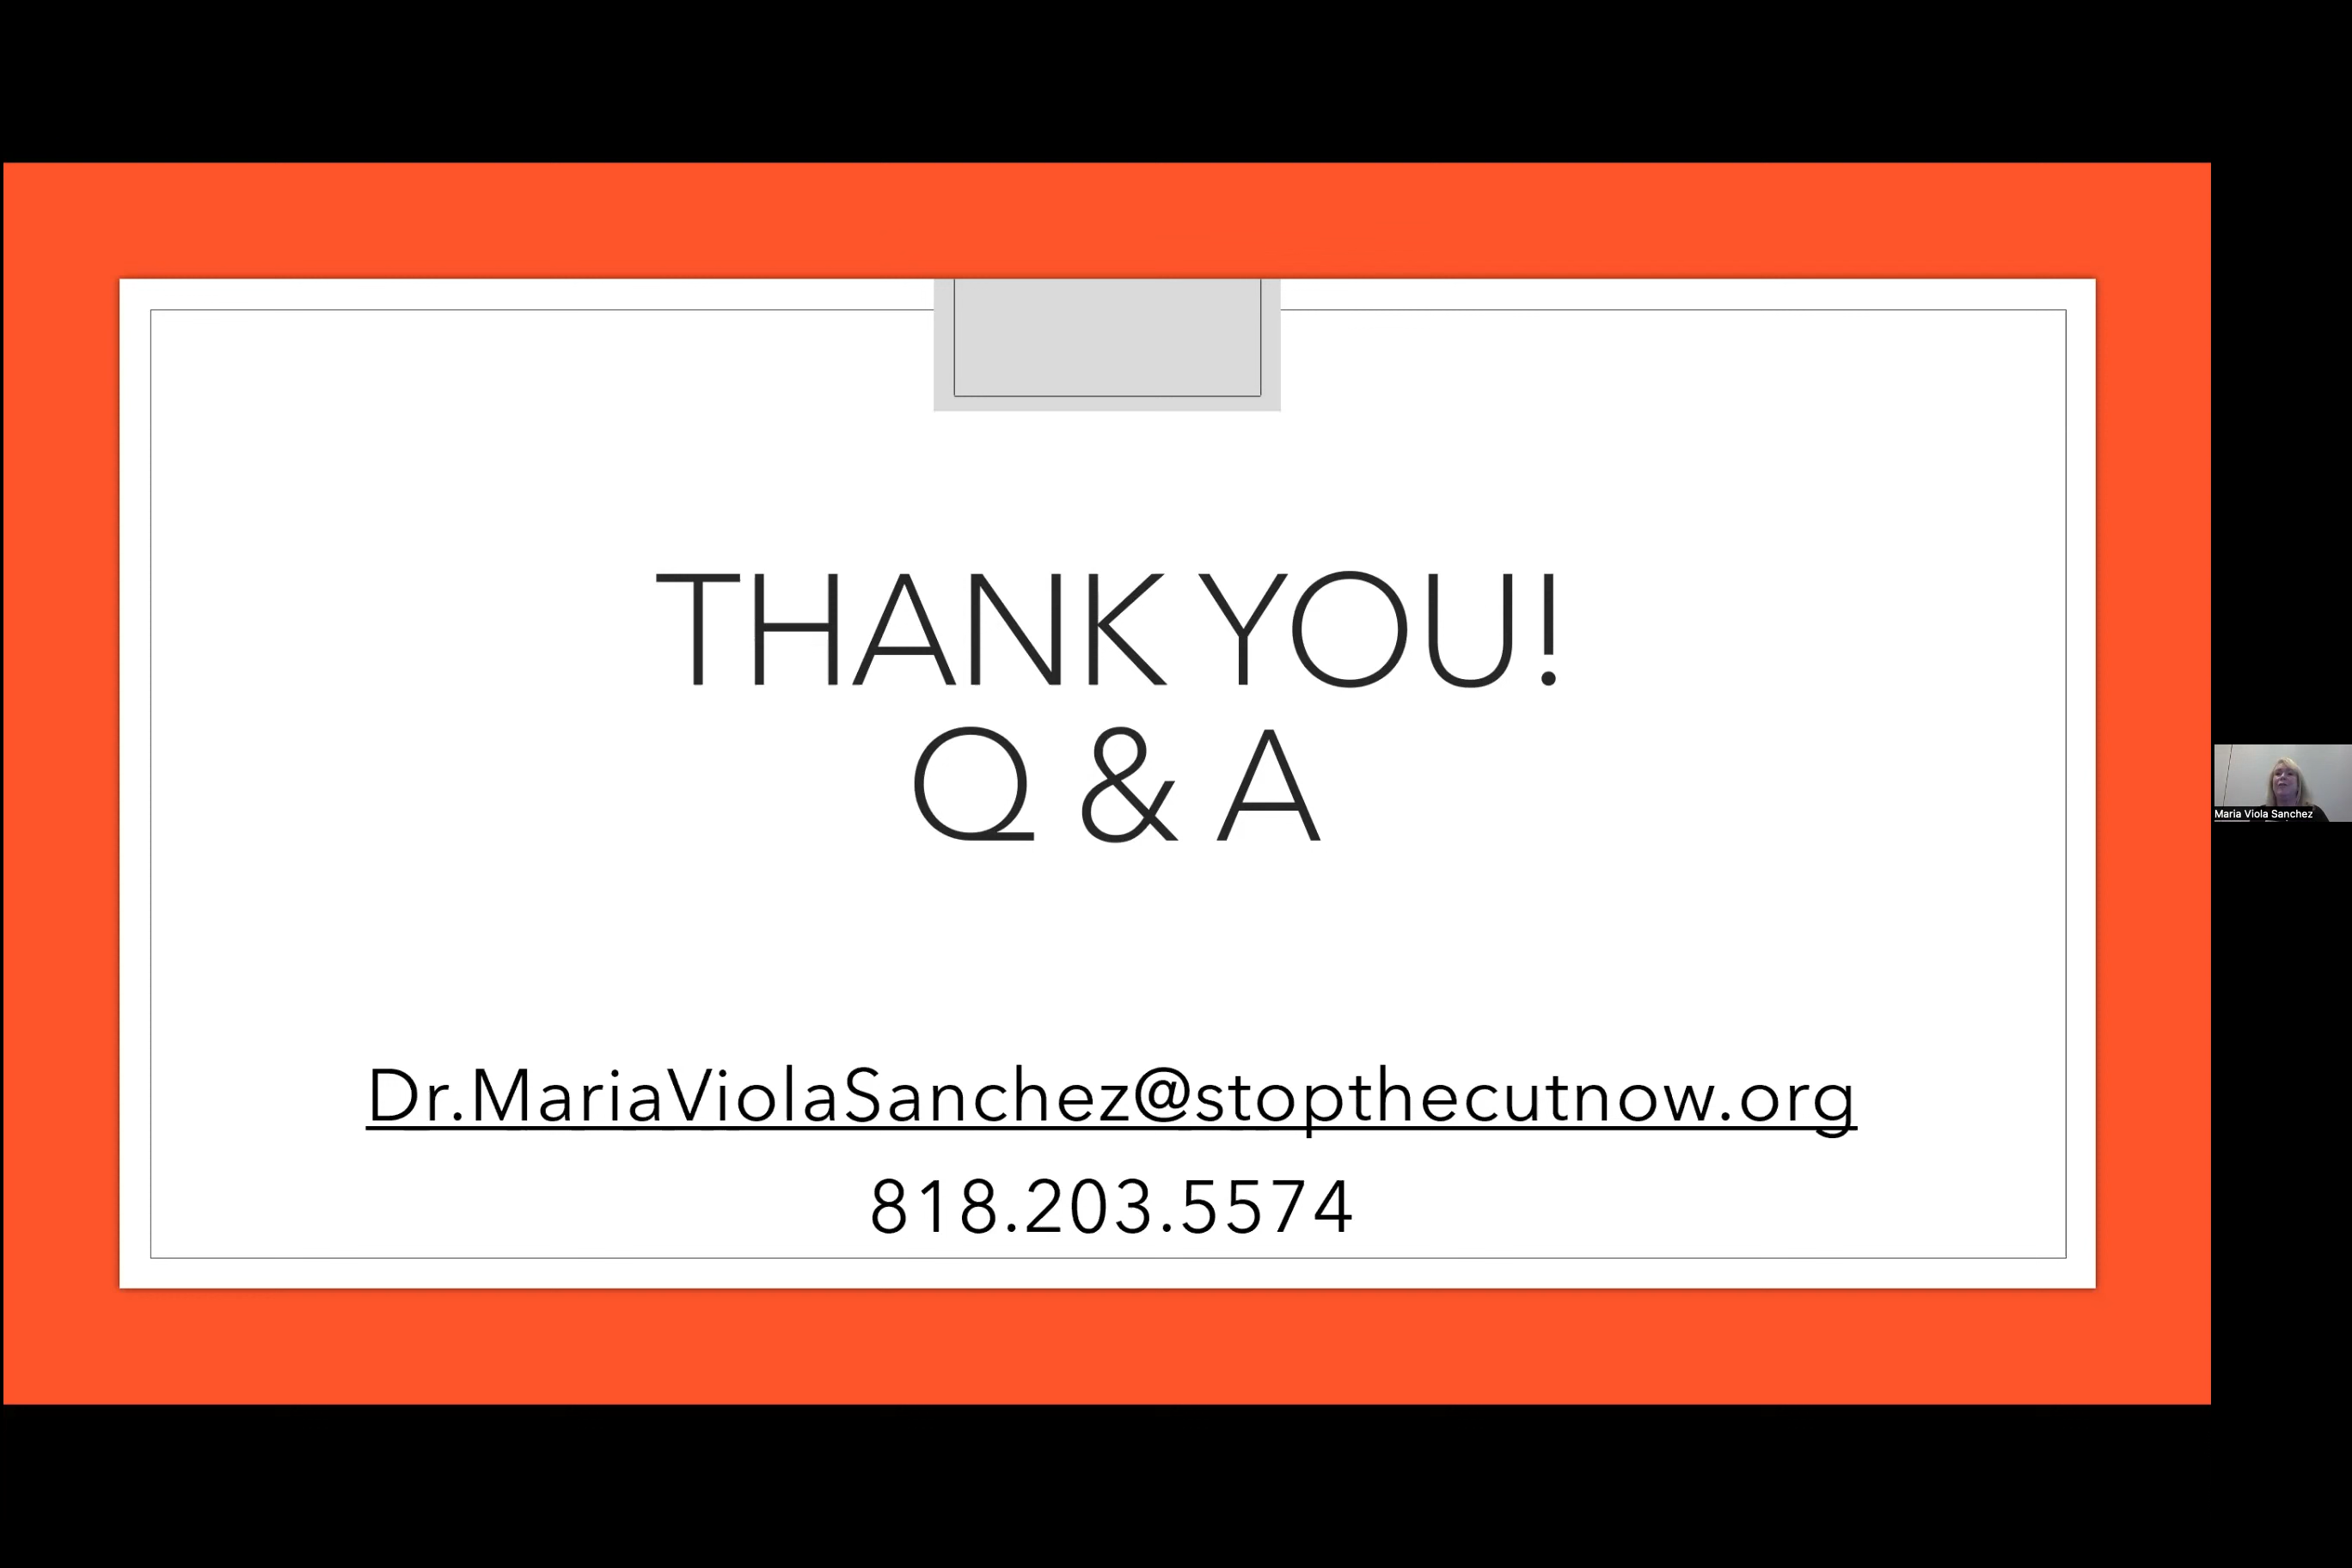 THANK YOU!
Q & A
Dr.MariaViolaSanchez@stopthecutnow.org
818.203.5574
Maria Viola Sanchez